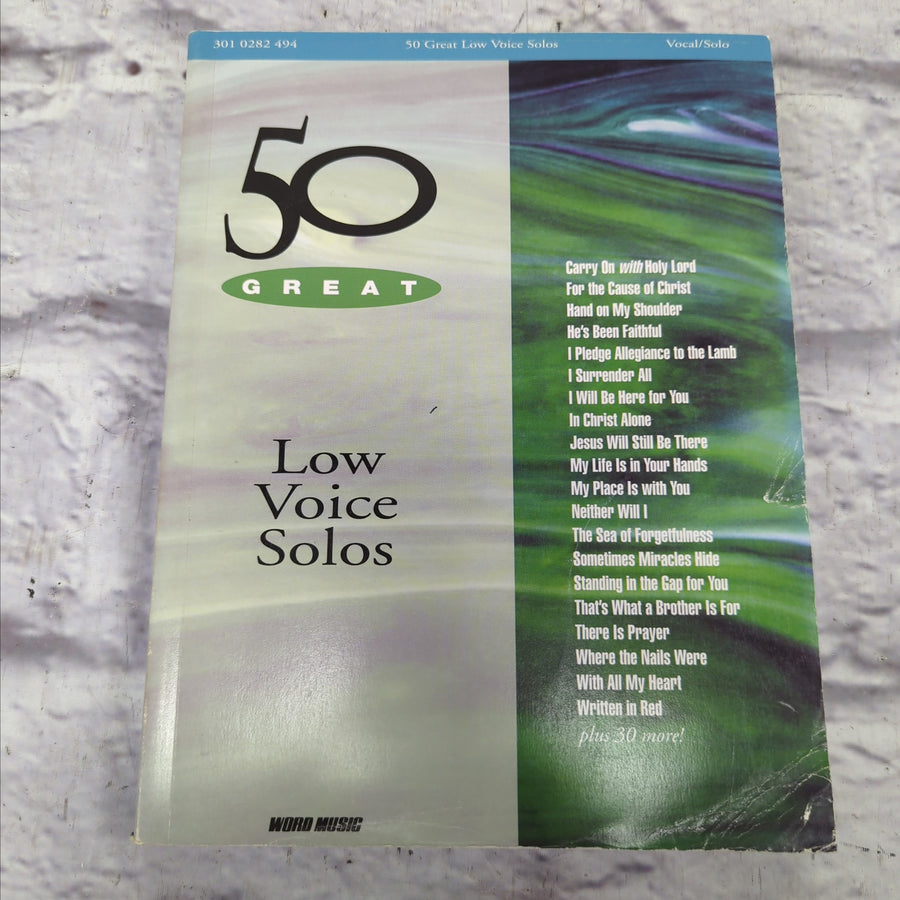 301 0282 494 50 Great Low Voice Solos Vocal/Solo
50
GREAT
Low
Voice
Solos
Carry On with Holy Lord
For the Cause of Christ
Hand on My Shoulder
He's Been Faithful
I Pledge Allegiance to the Lamb
I Surrender All
I Will Be Here for You
In Christ Alone
Jesus Will Still Be There
My Life Is in Your Hands
My Place Is with You
Neither Will I
The Sea of Forgetfulness
Sometimes Miracles Hide
Standing in the Gap for You
That's What a Brother Is For
There Is Prayer
Where the Nails Were
With All My Heart
Written in Red
plus 30 more!
WORD MUSIC